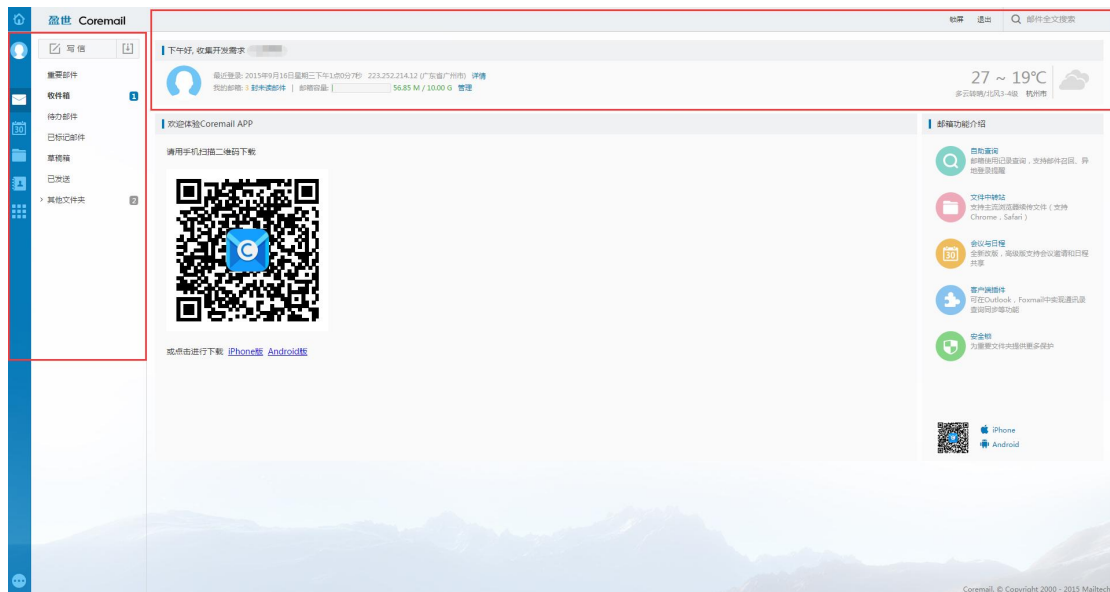 盈世 Coremail
锁屏 退出 邮件全文搜索
写信
重要邮件
收件箱 1
待办邮件
已标记邮件
草稿箱
已发送
其他文件夹 2
30
下午好, 收集开发需求
最近登录: 2015年9月16日星期三下午1点0分7秒 223.252.214.12 (广东省广州市) 详情
我的邮箱: 3 封未读邮件 | 邮箱容量: 56.85 M / 10.00 G 管理
27 ~ 19℃
多云转晴/北风3-4级 杭州市
欢迎体验Coremail APP
请用手机扫描二维码下载
或点击进行下载 iPhone版 Android版
邮箱功能介绍
自助查询
邮箱使用记录查询，支持邮件召回、异
地登录提醒
文件中转站
支持主流浏览器续传文件（支持
Chrome，Safari）
30
会议与日程
全新改版，高级版支持会议邀请和日程
共享
客户端插件
可在Outlook，Foxmail中实现通讯录
查询同步等功能
安全锁
为重要文件夹提供更多保护
iPhone
Android
Coremail, © Copyright 2000 - 2015 Mailtech